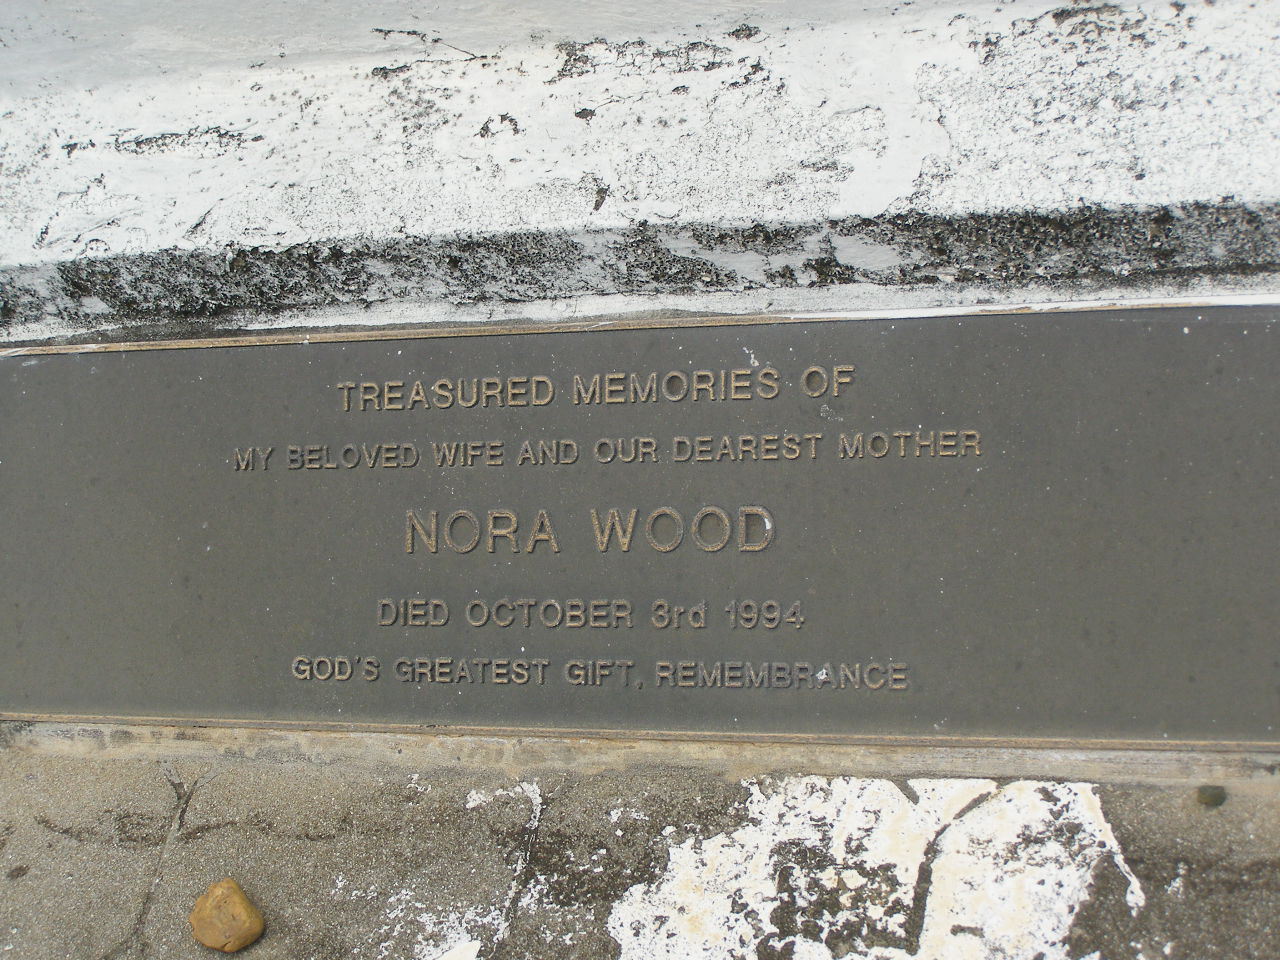 TREASURED MEMORIES OF
MY BELOVED WIFE AND OUR DEAREST MOTHER
NORA WOOD
DIED OCTOBER 3rd 1994
GOD'S GREATEST GIFT, REMEMBRANCE